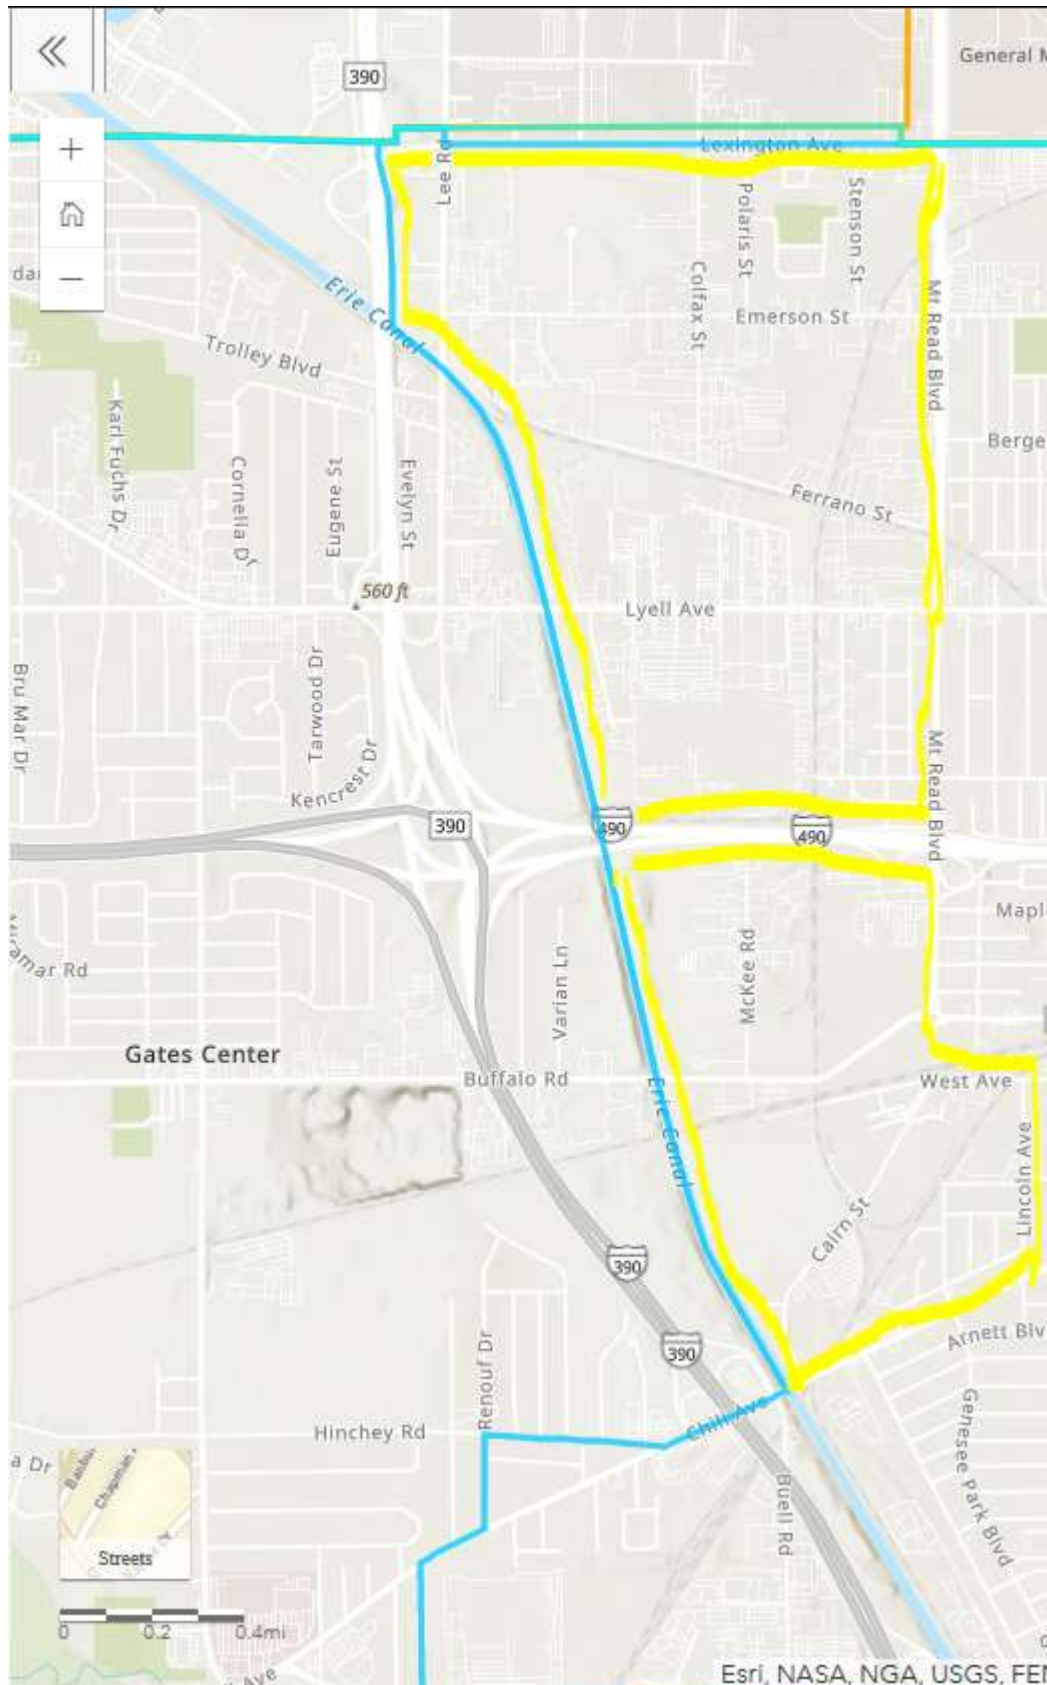 General M
390
Lexington Ave
Lee Rd
Polaris St
Stenson St
Colfax St
Emerson St
Mt Read Blvd
Erie Canal
Trolley Blvd
Karl Fuchs Dr
Cornelia Dr
Eugene St
Evelyn St
Berge
Ferrano St
560 ft
Lyell Ave
Bru Mar Dr
Tarwood Dr
Kencrest Dr
Mt Read Blvd
390
490
490
Mapl
Miramar Rd
Varian Ln
McKee Rd
Gates Center
Buffalo Rd
West Ave
Erie Canal
Lincoln Ave
Cairn St
390
390
Arnett Blv
Renouf Dr
Hinchey Rd
Chili Ave
Genesee Park Blvd
a Dr
Buell Rd
Chapman
Streets
0 0.2 0.4mi
Ave
Esri, NASA, NGA, USGS, FEM